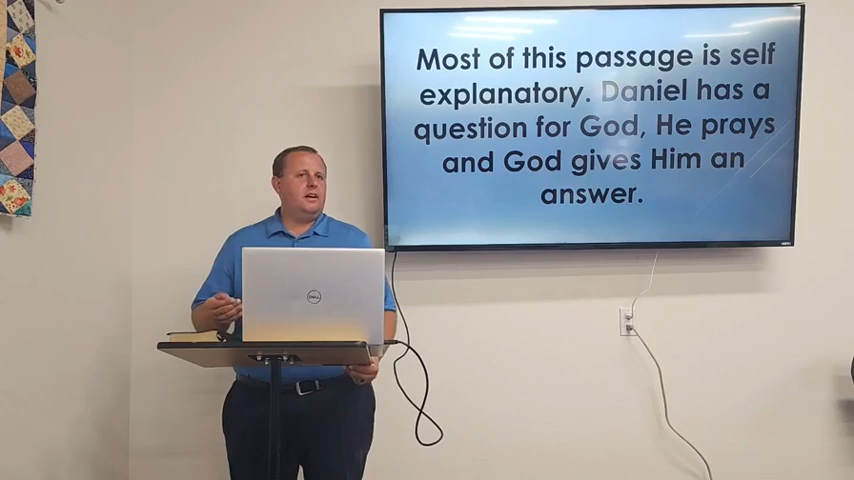 Most of this passage is self
explanatory. Daniel has a
question for God, He prays
and God gives Him an
answer.
DELL